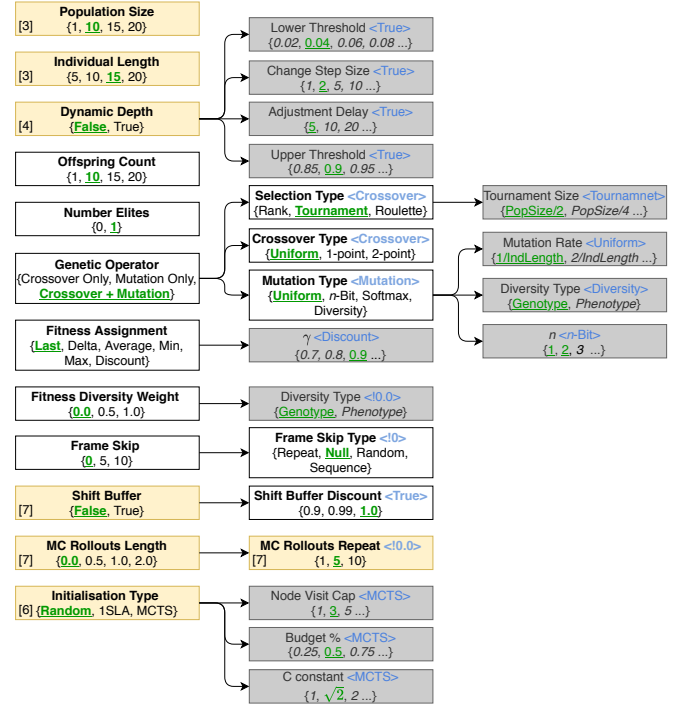 Population Size
[3] {1, 10, 15, 20}
Individual Length
[3] {5, 10, 15, 20}
Dynamic Depth
[4] {False, True}
Lower Threshold <True>
{0.02, 0.04, 0.06, 0.08 ...}
Change Step Size <True>
{1, 2, 5, 10 ...}
Adjustment Delay <True>
{5, 10, 20 ...}
Upper Threshold <True>
{0.85, 0.9, 0.95 ...}
Offspring Count
{1, 10, 15, 20}
Number Elites
{0, 1}
Genetic Operator
{Crossover Only, Mutation Only,
Crossover + Mutation}
Selection Type <Crossover>
{Rank, Tournament, Roulette}
Crossover Type <Crossover>
{Uniform, 1-point, 2-point}
Mutation Type <Mutation>
{Uniform, n-Bit, Softmax,
Diversity}
Tournament Size <Tournamnet>
{PopSize/2, PopSize/4 ...}
Mutation Rate <Uniform>
{1/IndLength, 2/IndLength ...}
Diversity Type <Diversity>
{Genotype, Phenotype}
n <n-Bit>
{1, 2, 3 ...}
Fitness Assignment
{Last, Delta, Average, Min,
Max, Discount}
γ <Discount>
{0.7, 0.8, 0.9 ...}
Fitness Diversity Weight
{0.0, 0.5, 1.0}
Diversity Type <!0.0>
{Genotype, Phenotype}
Frame Skip
{0, 5, 10}
Frame Skip Type <!0>
{Repeat, Null, Random,
Sequence}
Shift Buffer
[7] {False, True}
Shift Buffer Discount <True>
{0.9, 0.99, 1.0}
MC Rollouts Length
[7] {0.0, 0.5, 1.0, 2.0}
MC Rollouts Repeat <!0.0>
[7] {1, 5, 10}
Initialisation Type
[6] {Random, 1SLA, MCTS}
Node Visit Cap <MCTS>
{1, 3, 5 ...}
Budget % <MCTS>
{0.25, 0.5, 0.75 ...}
C constant <MCTS>
{1, √2, 2 ...}